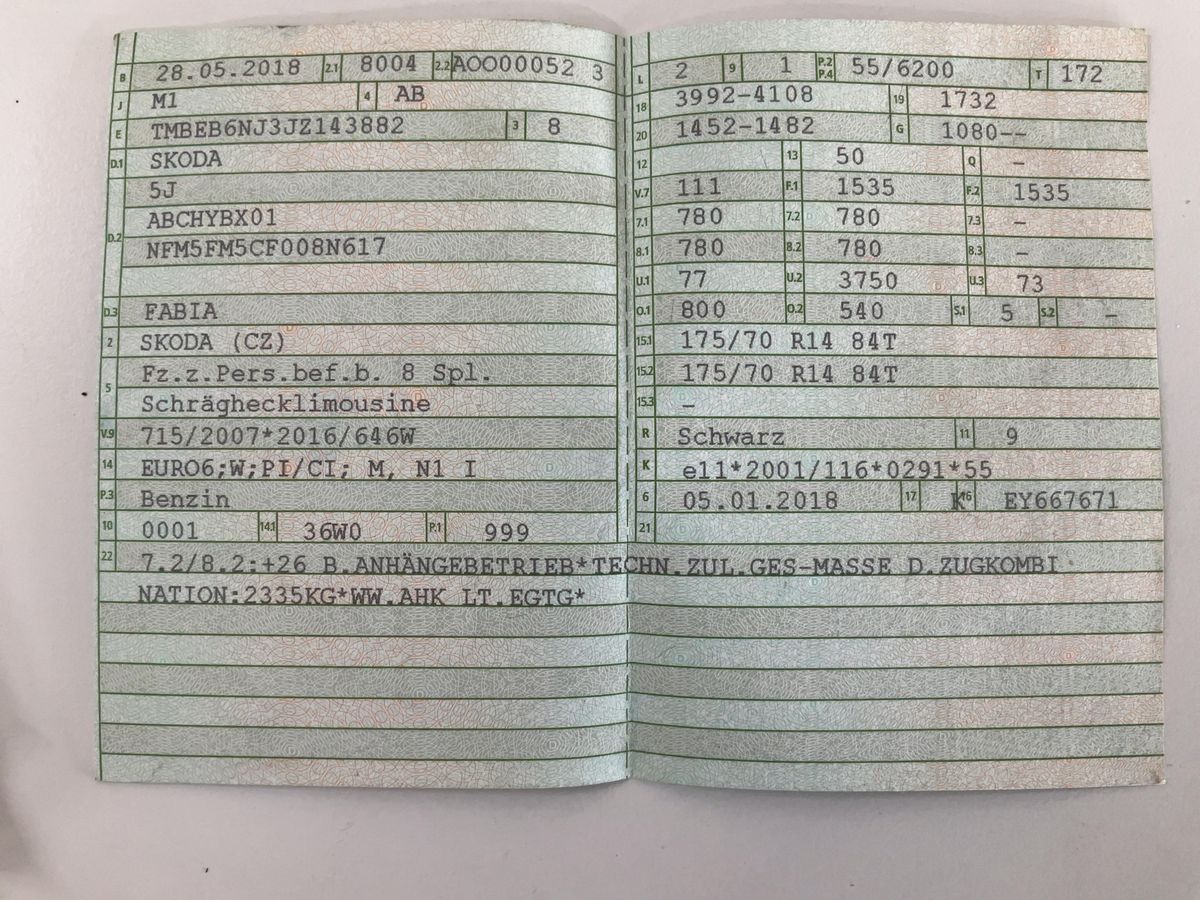 B 28.05.2018 2.1 8004 2.2 AOO00052 3
J M1 4 AB
E TMBEB6NJ3JZ143882 3 8
D.1 SKODA
5J
D.2 ABCHYBX01
NFM5FM5CF008N617
D.3 FABIA
2 SKODA (CZ)
5 Fz.z.Pers.bef.b. 8 Spl.
Schräghecklimousine
V.9 715/2007*2016/646W
14 EURO6;W;PI/CI; M, N1 I
P.3 Benzin
10 0001 14.1 36W0 P.1 999
L 2 9 1 P.2 P.4 55/6200 T 172
18 3992-4108 19 1732
20 1452-1482 G 1080--
12 13 50 Q –
V.7 111 F.1 1535 F.2 1535
7.1 780 7.2 780 7.3 –
8.1 780 8.2 780 8.3 –
U.1 77 U.2 3750 U.3 73
O.1 800 O.2 540 S.1 5 S.2 –
15.1 175/70 R14 84T
15.2 175/70 R14 84T
15.3 –
R Schwarz 11 9
K e11*2001/116*0291*55
6 05.01.2018 17 K 16 EY667671
21
22 7.2/8.2:+26 B.ANHÄNGEBETRIEB*TECHN.ZUL.GES-MASSE D.ZUGKOMBI
NATION:2335KG*WW.AHK LT.EGTG*